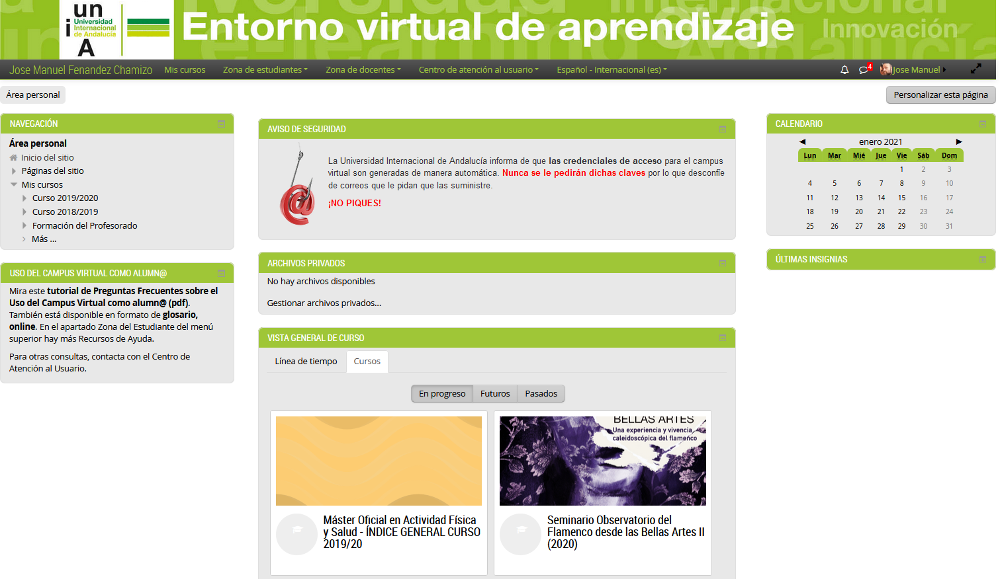 un
i
A
Universidad
Internacional
de Andalucía
Entorno virtual de aprendizaje
Innovación
e-learning
Jose Manuel Fenandez Chamizo
Mis cursos
Zona de estudiantes
Zona de docentes
Centro de atención al usuario
Español - Internacional (es)
4
Jose Manuel
Área personal
Personalizar esta página
NAVEGACIÓN
Área personal
Inicio del sitio
Páginas del sitio
Mis cursos
Curso 2019/2020
Curso 2018/2019
Formación del Profesorado
Más ...
USO DEL CAMPUS VIRTUAL COMO ALUMN@
Mira este tutorial de Preguntas Frecuentes sobre el
Uso del Campus Virtual como alumn@ (pdf).
También está disponible en formato de glosario,
online. En el apartado Zona del Estudiante del menú
superior hay más Recursos de Ayuda.
Para otras consultas, contacta con el Centro de
Atención al Usuario.
AVISO DE SEGURIDAD
La Universidad Internacional de Andalucía informa de que las credenciales de acceso para el campus
virtual son generadas de manera automática. Nunca se le pedirán dichas claves por lo que desconfíe
de correos que le pidan que las suministre.
¡NO PIQUES!
@
ARCHIVOS PRIVADOS
No hay archivos disponibles
Gestionar archivos privados...
VISTA GENERAL DE CURSO
Línea de tiempo
Cursos
En progreso
Futuros
Pasados
Máster Oficial en Actividad Física
y Salud - ÍNDICE GENERAL CURSO
2019/20
BELLAS ARTES
Una experiencia y vivencia
caleidoscópica del flamenco
Seminario Observatorio del
Flamenco desde las Bellas Artes II
(2020)
CALENDARIO
enero 2021
Lun Mar Mié Jue Vie Sáb Dom
1 2 3
4 5 6 7 8 9 10
11 12 13 14 15 16 17
18 19 20 21 22 23 24
25 26 27 28 29 30 31
ÚLTIMAS INSIGNIAS